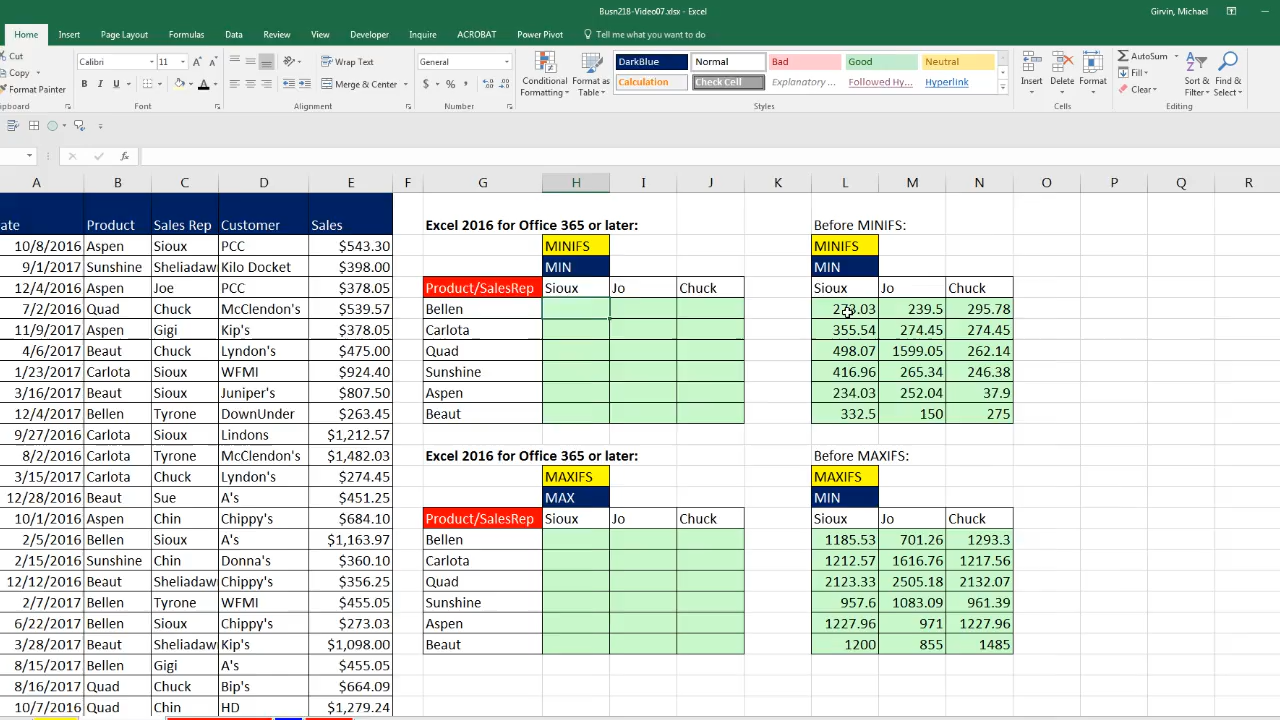 Busn218-Video07.xlsx - Excel
Girvin, Michael
Home Insert Page Layout Formulas Data Review View Developer Inquire ACROBAT Power Pivot Tell me what you want to do
Cut
Copy
Format Painter
Calibri 11
B I U
Wrap Text
Merge & Center
General
$ % ,
Conditional Formatting
Format as Table
DarkBlue Normal Bad Good Neutral
Calculation Check Cell Explanatory ... Followed Hy... Hyperlink
Insert Delete Format
AutoSum
Fill
Clear
Sort & Filter
Find & Select
lipboard Font Alignment Number Styles Cells Editing
fx
A B C D E F G H I J K L M N O P Q R
ate Product Sales Rep Customer Sales Excel 2016 for Office 365 or later: Before MINIFS:
10/8/2016 Aspen Sioux PCC $543.30 MINIFS MINIFS
9/1/2017 Sunshine Sheliadaw Kilo Docket $398.00 MIN MIN
12/4/2016 Aspen Joe PCC $378.05 Product/SalesRep Sioux Jo Chuck Sioux Jo Chuck
7/2/2016 Quad Chuck McClendon's $539.57 Bellen 273.03 239.5 295.78
11/9/2017 Aspen Gigi Kip's $378.05 Carlota 355.54 274.45 274.45
4/6/2017 Beaut Chuck Lyndon's $475.00 Quad 498.07 1599.05 262.14
1/23/2017 Carlota Sioux WFMI $924.40 Sunshine 416.96 265.34 246.38
3/16/2017 Beaut Sioux Juniper's $807.50 Aspen 234.03 252.04 37.9
12/4/2017 Bellen Tyrone DownUnder $263.45 Beaut 332.5 150 275
9/27/2016 Carlota Sioux Lindons $1,212.57
8/2/2016 Carlota Tyrone McClendon's $1,482.03 Excel 2016 for Office 365 or later: Before MAXIFS:
3/15/2017 Carlota Chuck Lyndon's $274.45 MAXIFS MAXIFS
12/28/2016 Beaut Sue A's $451.25 MAX MIN
10/1/2016 Aspen Chin Chippy's $684.10 Product/SalesRep Sioux Jo Chuck Sioux Jo Chuck
2/5/2016 Bellen Sioux A's $1,163.97 Bellen 1185.53 701.26 1293.3
2/15/2016 Sunshine Chin Donna's $360.10 Carlota 1212.57 1616.76 1217.56
12/12/2016 Beaut Sheliadaw Chippy's $356.25 Quad 2123.33 2505.18 2132.07
2/7/2017 Bellen Tyrone WFMI $455.05 Sunshine 957.6 1083.09 961.39
6/22/2017 Bellen Sioux Chippy's $273.03 Aspen 1227.96 971 1227.96
3/28/2017 Beaut Sheliadaw Kip's $1,098.00 Beaut 1200 855 1485
8/15/2017 Bellen Gigi A's $455.05
8/16/2017 Quad Chuck Bip's $664.09
10/7/2016 Quad Chin HD $1,279.24